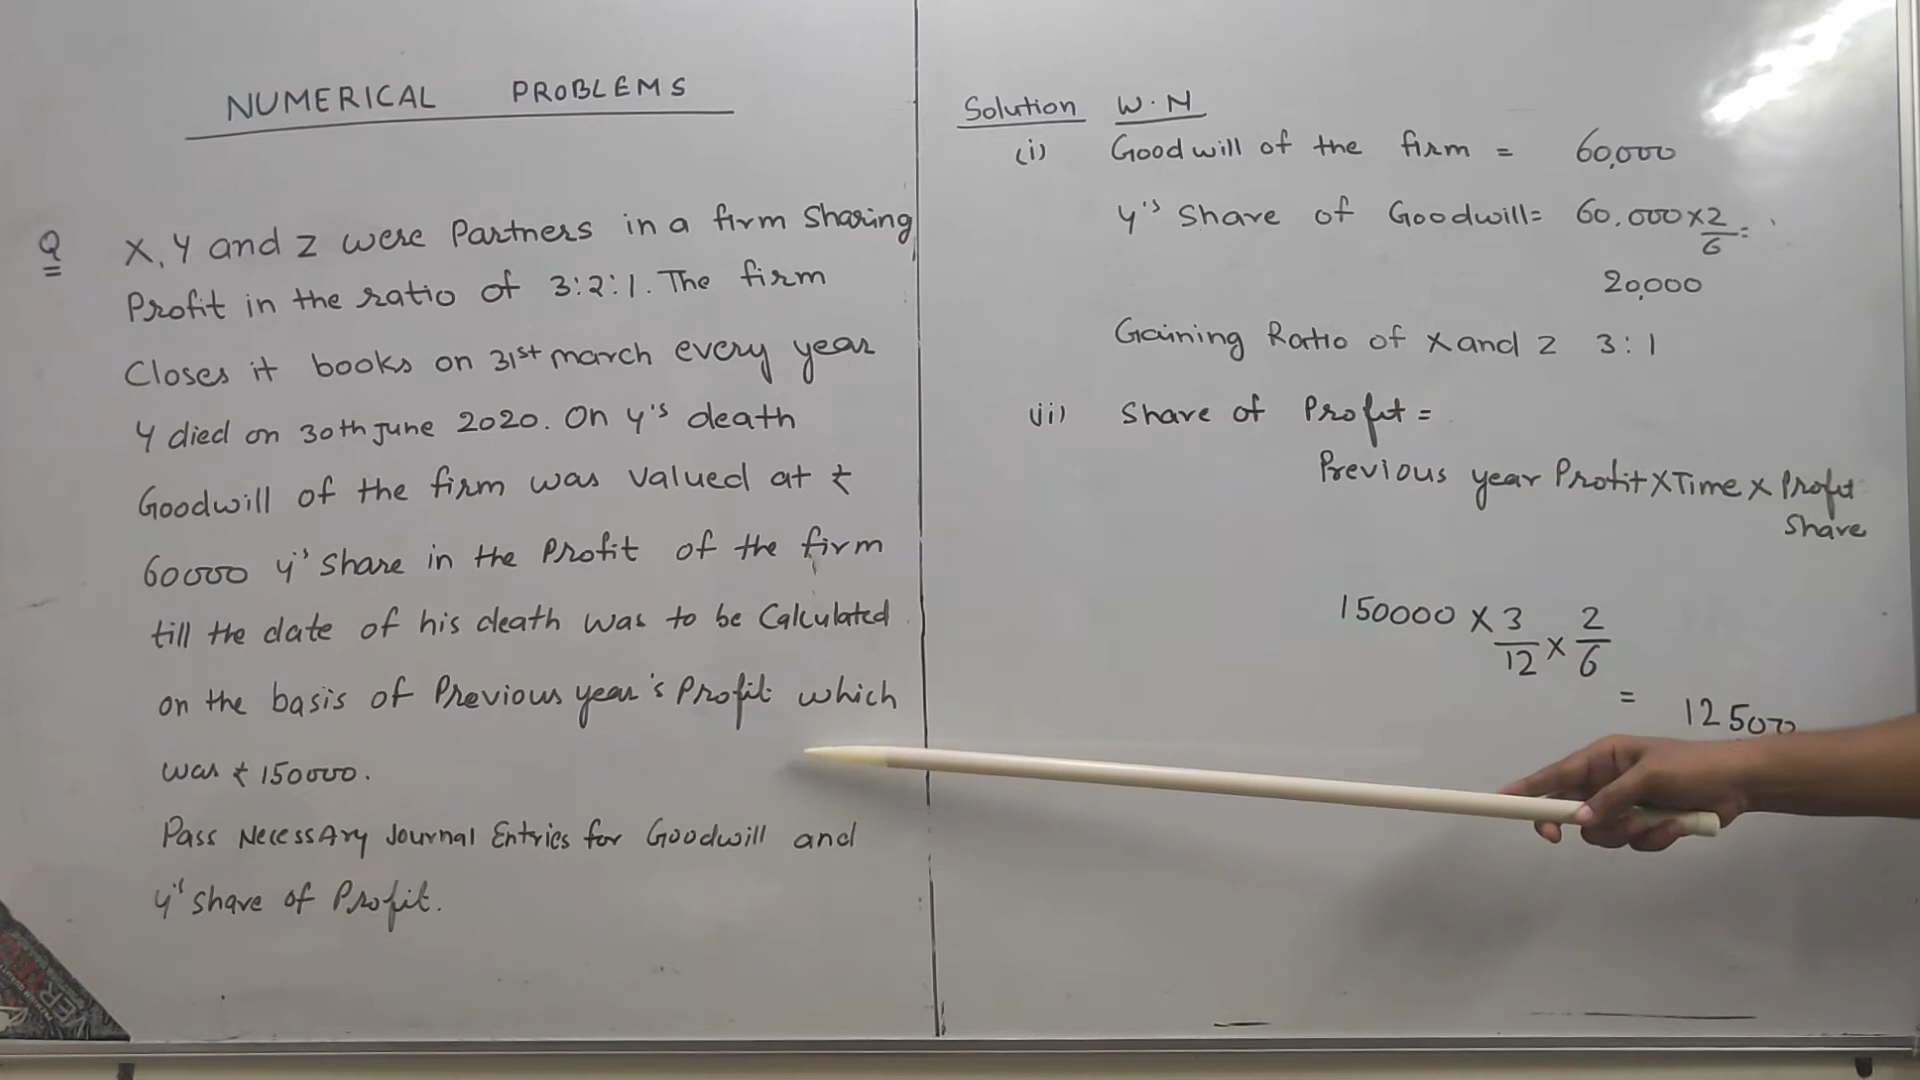 NUMERICAL PROBLEMS
Q X, Y and Z were Partners in a firm Sharing
Profit in the ratio of 3:2:1. The firm
Closes it books on 31st march every year
Y died on 30th June 2020. On Y's death
Goodwill of the firm was valued at ₹
60000 Y's Share in the Profit of the firm
till the date of his death was to be Calculated
on the basis of Previous year's Profit which
was ₹ 150000.
Pass Necessary Journal Entries for Goodwill and
Y's share of Profit.
Solution W.N
(i) Goodwill of the firm = 60,000
Y's Share of Goodwill= 60,000×2/6=
20,000
Gaining Ratio of X and Z 3:1
(ii) Share of Profit =
Previous year Profit×Time× Profit
Share
150000 × 3/12 × 2/6
= 12500